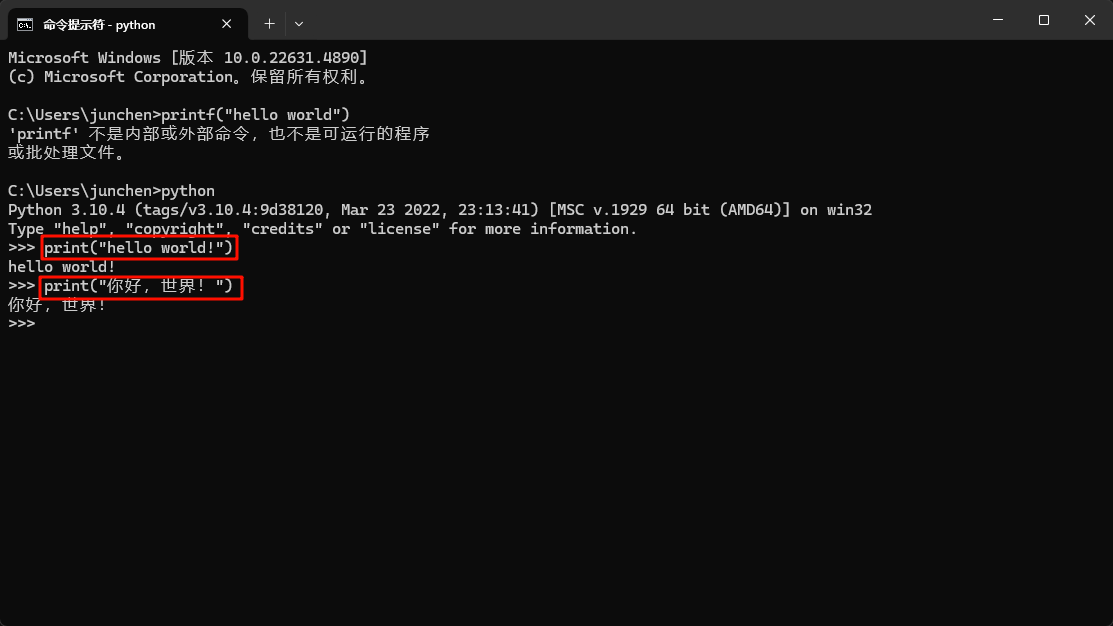 命令提示符 - python
Microsoft Windows [版本 10.0.22631.4890]
(c) Microsoft Corporation。保留所有权利。
C:\Users\junchen>printf("hello world")
'printf' 不是内部或外部命令，也不是可运行的程序
或批处理文件。
C:\Users\junchen>python
Python 3.10.4 (tags/v3.10.4:9d38120, Mar 23 2022, 23:13:41) [MSC v.1929 64 bit (AMD64)] on win32
Type "help", "copyright", "credits" or "license" for more information.
>>> print("hello world!")
hello world!
>>> print("你好，世界！")
你好，世界！
>>>